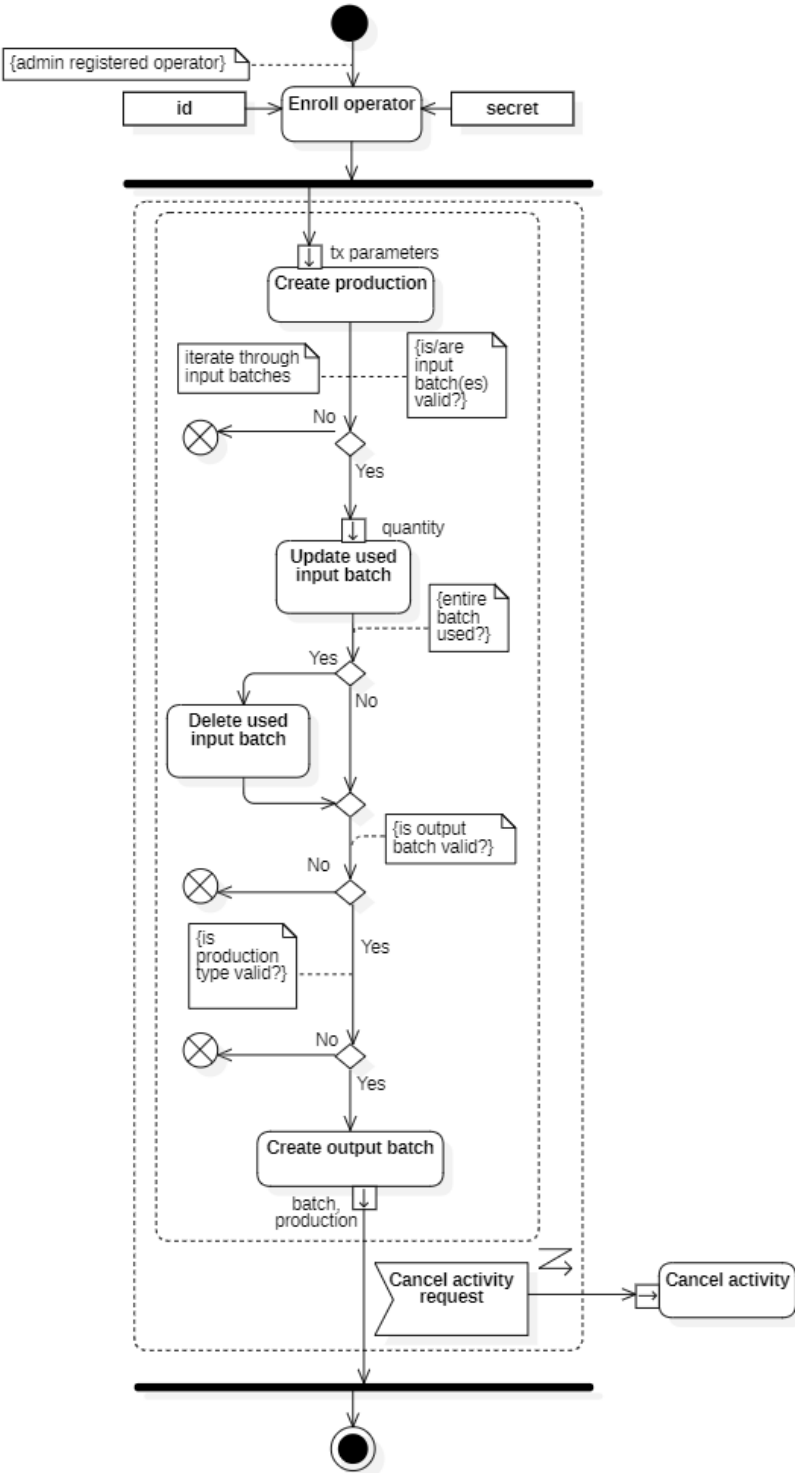 {admin registered operator}
id
Enroll operator
secret
tx parameters
Create production
iterate through
input batches
{is/are
input
batch(es)
valid?}
No
Yes
quantity
Update used
input batch
{entire
batch
used?}
Yes
No
Delete used
input batch
{is output
batch valid?}
No
Yes
{is
production
type valid?}
No
Yes
Create output batch
batch,
production
Cancel activity
request
Cancel activity